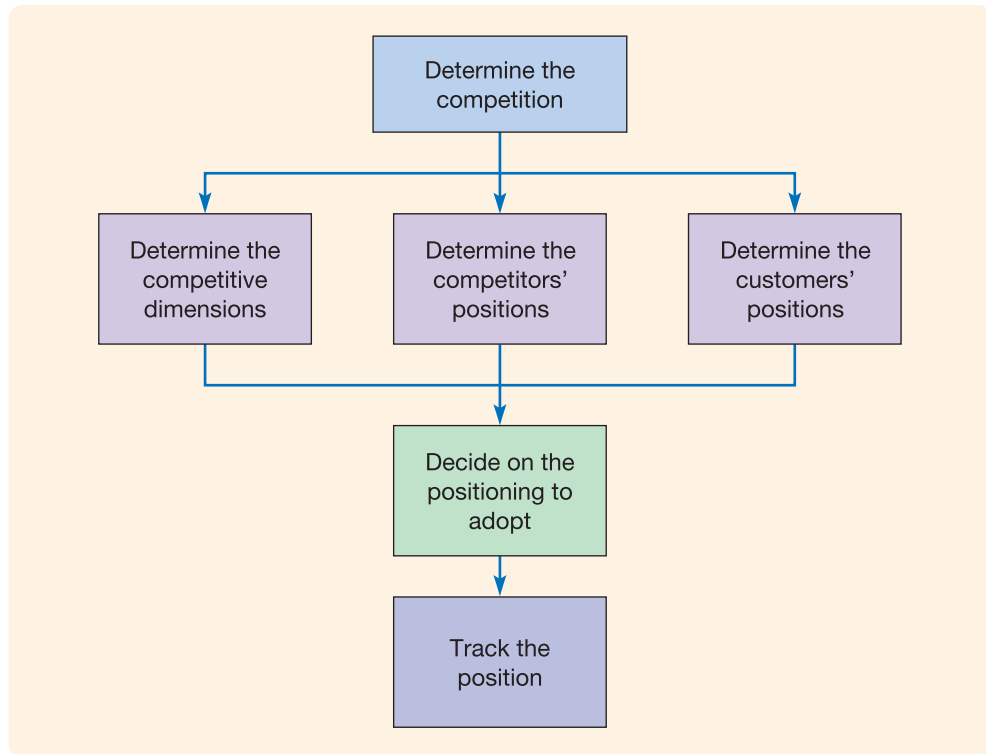 Determine the
competition
Determine the
competitive
dimensions
Determine the
competitors’
positions
Determine the
customers’
positions
Decide on the
positioning to
adopt
Track the
position